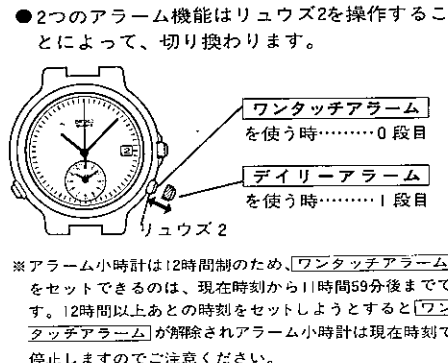 ●2つのアラーム機能はリュウズ2を操作するこ
とによって、切り換わります。
ワンタッチアラーム
を使う時………0段目
デイリーアラーム
を使う時………1段目
リュウズ2
※アラーム小時計は12時間制のため、ワンタッチアラーム
をセットできるのは、現在時刻から11時間59分後までで
す。12時間以上あとの時刻をセットしようとするとワン
タッチアラームが解除されアラーム小時計は現在時刻で
停止しますのでご注意ください。